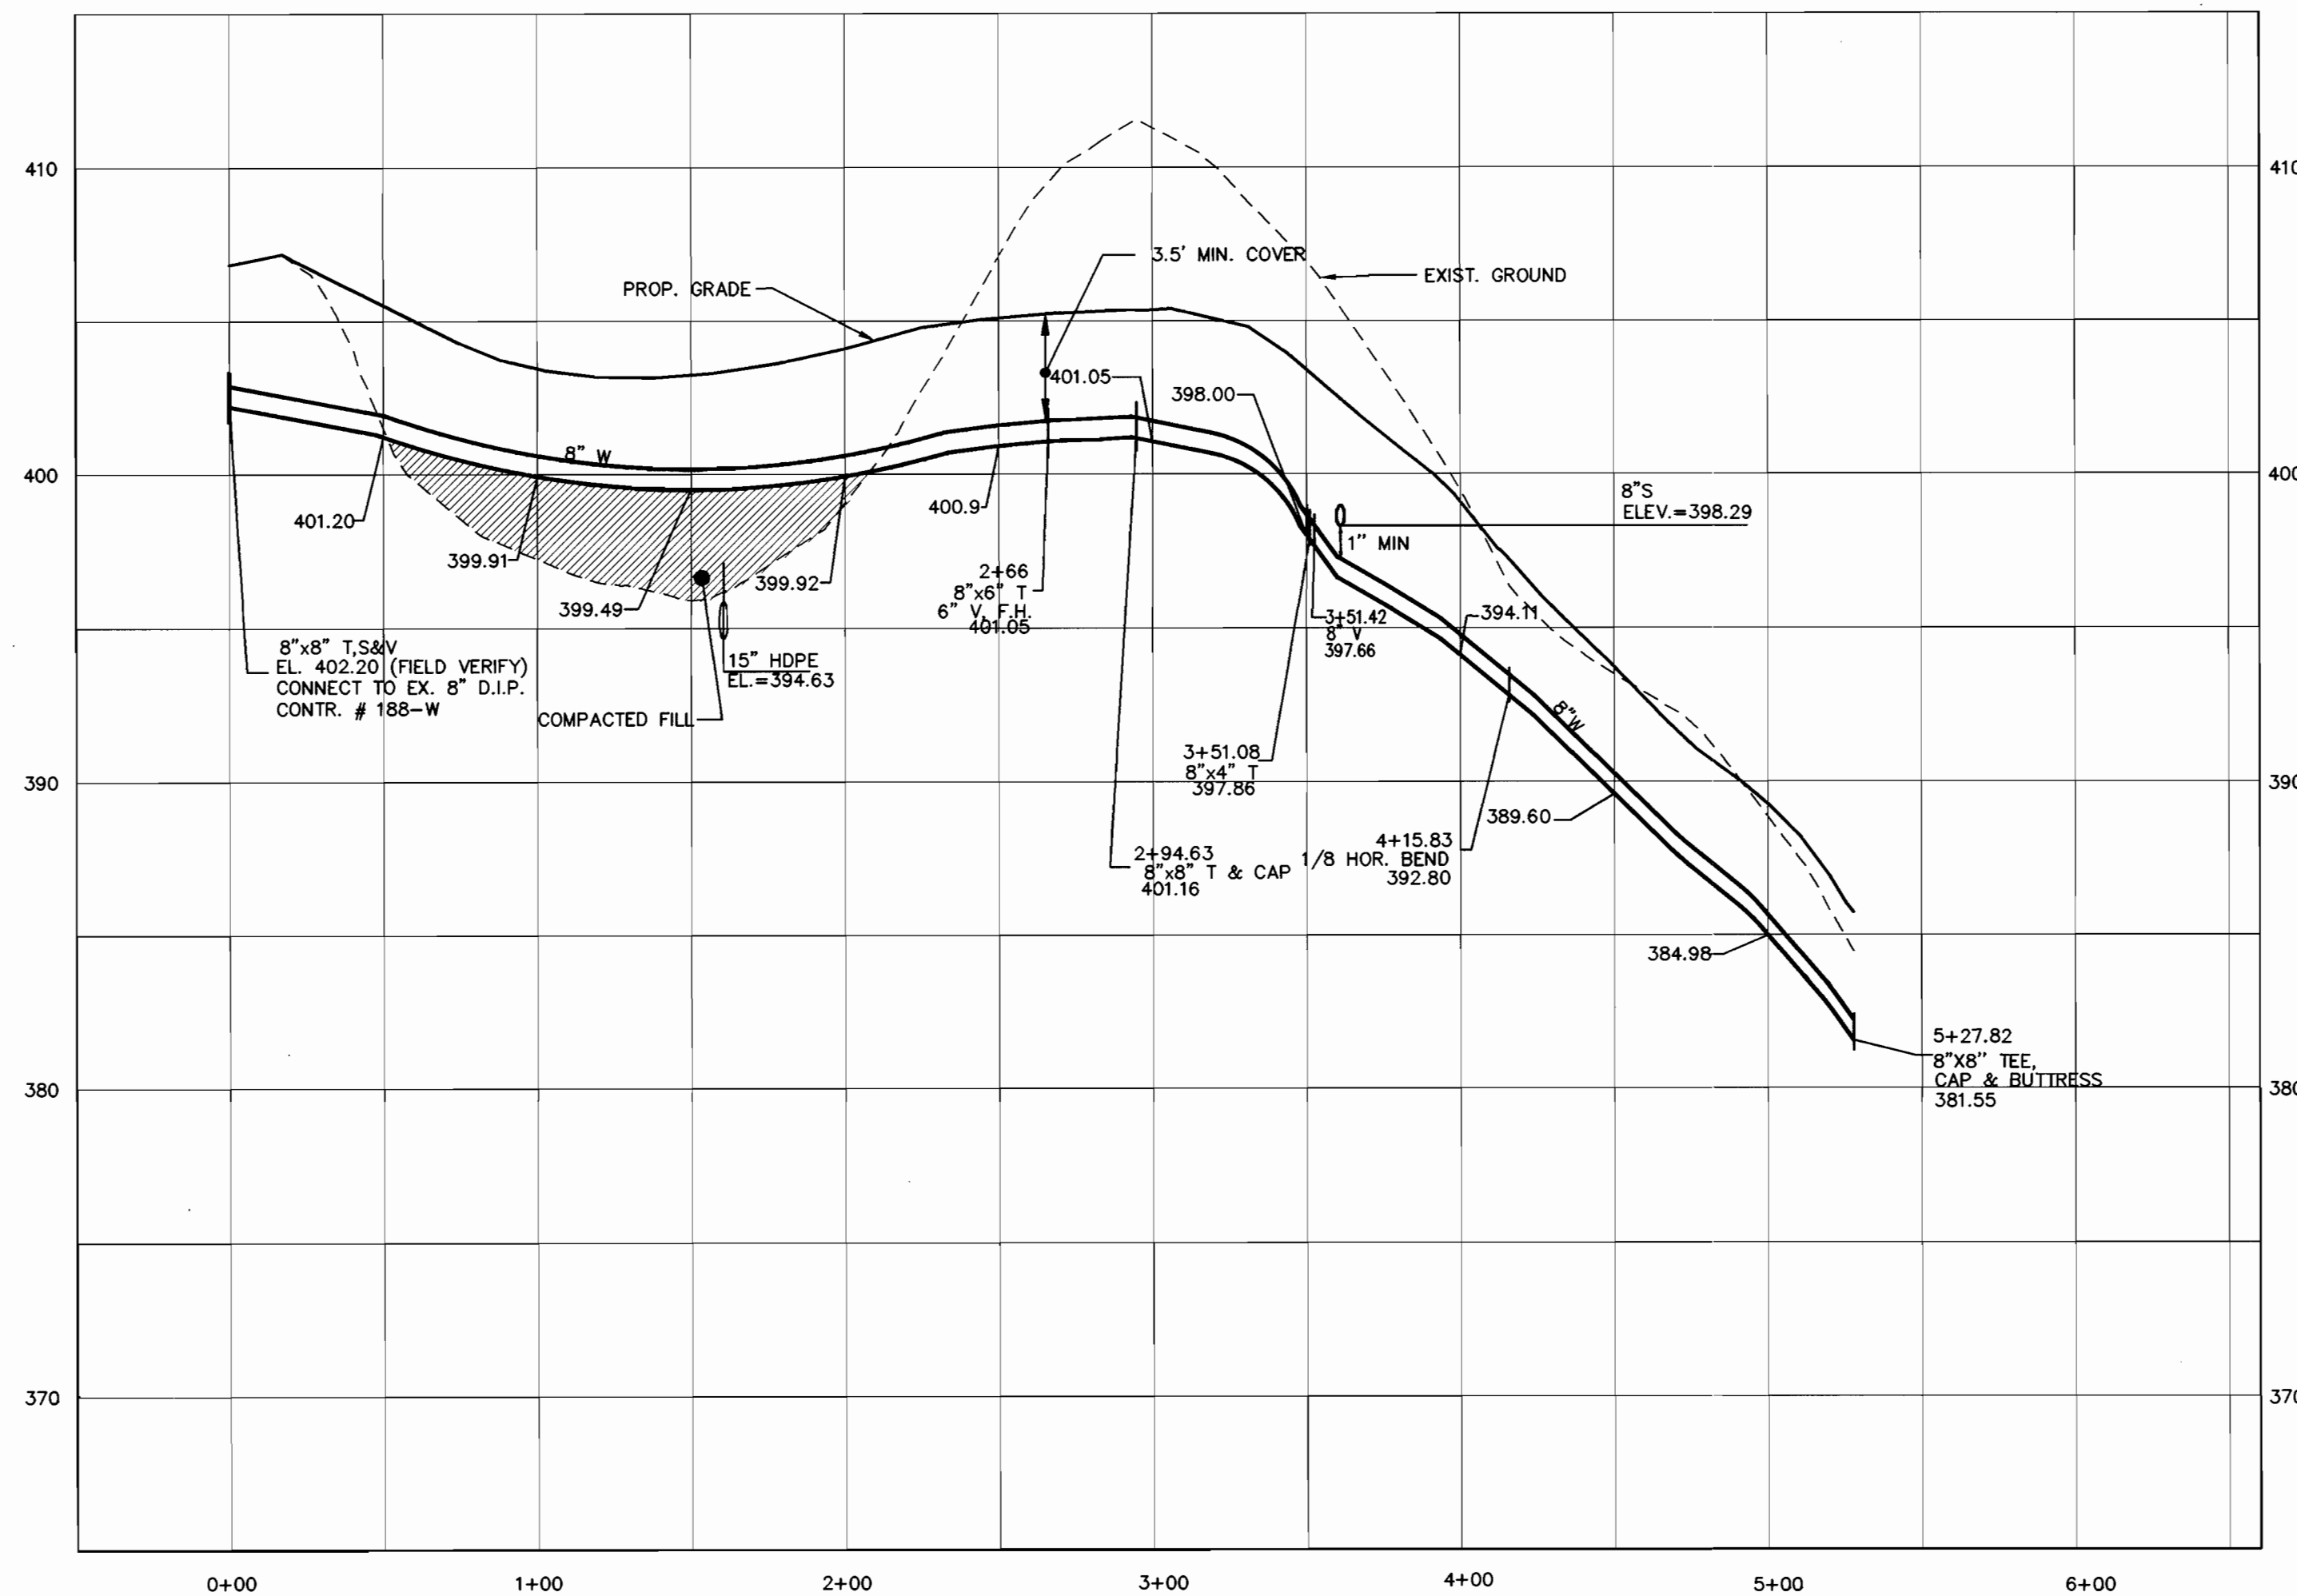 410
410
3.5' MIN. COVER
EXIST. GROUND
PROP. GRADE
401.05
398.00
8" W
400
400
8"S
ELEV.=398.29
401.20
400.9
1" MIN
399.91
2+66
8"x6" T
6" V, F.H.
401.05
399.92
399.49
3+51.42
8" V
397.66
394.11
8"x8" T,S&V
EL. 402.20 (FIELD VERIFY)
CONNECT TO EX. 8" D.I.P.
CONTR. # 188-W
15" HDPE
EL.=394.63
COMPACTED FILL
8"W
3+51.08
8"x4" T
397.86
390
390
389.60
4+15.83
1/8 HOR. BEND
392.80
2+94.63
8"x8" T & CAP
401.16
384.98
5+27.82
8"X8" TEE,
CAP & BUTTRESS
381.55
380
380
370
370
0+00 1+00 2+00 3+00 4+00 5+00 6+00